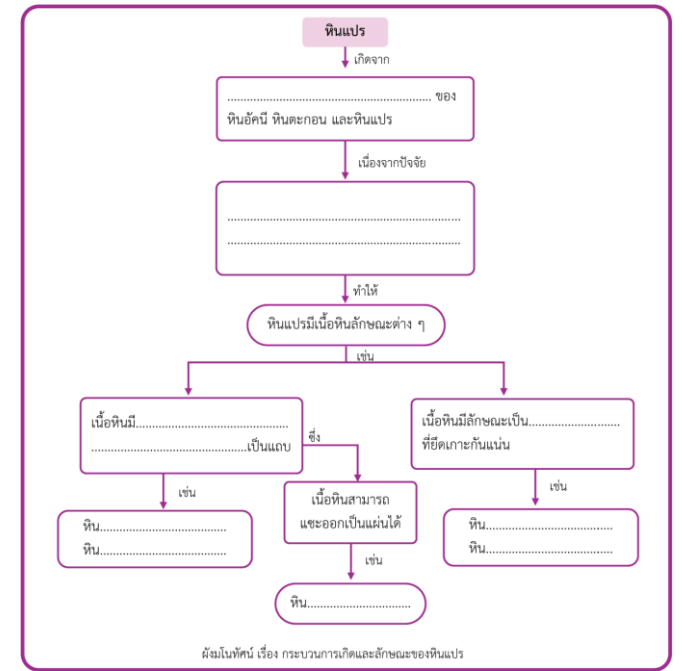 หินแปร
เกิดจาก
............................................................... ของ
หินอัคนี หินตะกอน และหินแปร
เนื่องจากปัจจัย
........................................................................
........................................................................
ทำให้
หินแปรมีเนื้อหินลักษณะต่าง ๆ
เช่น
เนื้อหินมี...............................................
................................................เป็นแถบ
ซึ่ง
เนื้อหินมีลักษณะเป็น............................
ที่ยึดเกาะกันแน่น
เช่น
เนื้อหินสามารถ
แซะออกเป็นแผ่นได้
เช่น
หิน.......................................
หิน.......................................
หิน.......................................
หิน.......................................
เช่น
หิน................................
ผังมโนทัศน์ เรื่อง กระบวนการเกิดและลักษณะของหินแปร